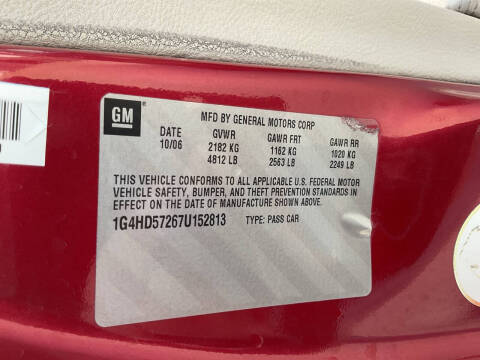 GM
MFD BY GENERAL MOTORS CORP
DATE GVWR GAWR FRT GAWR RR
10/06 2182 KG 1162 KG 1020 KG
4812 LB 2563 LB 2249 LB
THIS VEHICLE CONFORMS TO ALL APPLICABLE U.S. FEDERAL MOTOR
VEHICLE SAFETY, BUMPER, AND THEFT PREVENTION STANDARDS IN
EFFECT ON THE DATE OF MANUFACTURE SHOWN ABOVE.
1G4HD57267U152813 TYPE: PASS CAR